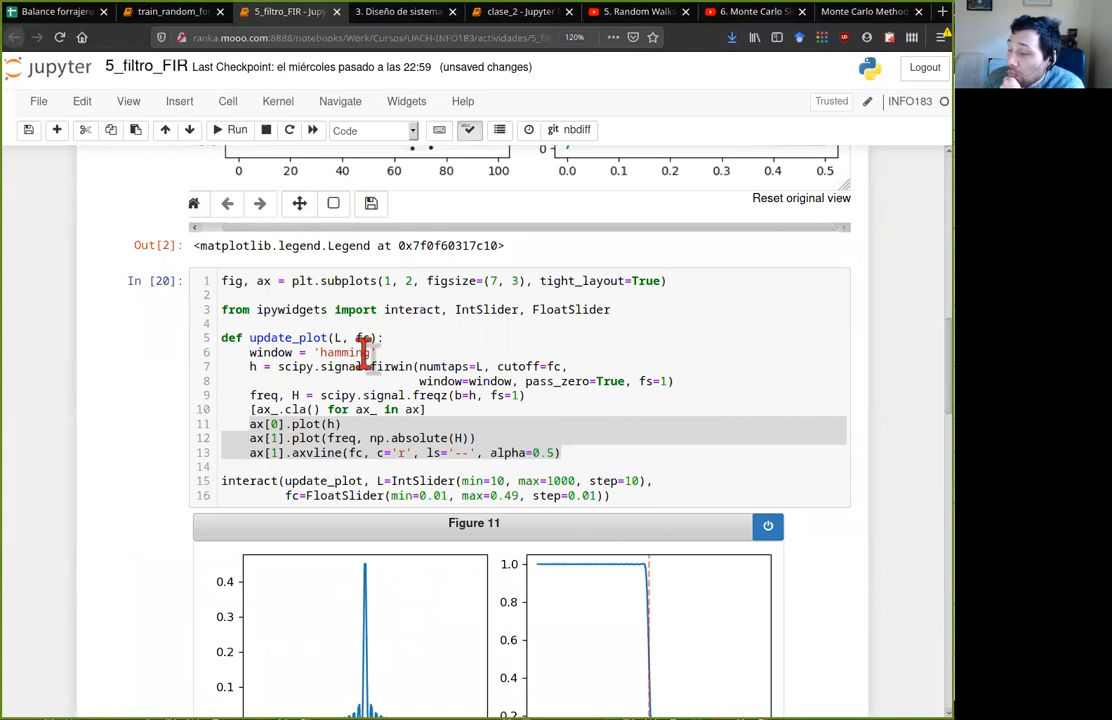 Balance forrajero
train_random_for
5_filtro_FIR - Jupy
3. Diseño de sistema
clase_2 - Jupyter
5. Random Walks
6. Monte Carlo Si
Monte Carlo Method
ranka.mooo.com:8888/notebooks/Work/Cursos/UACH-INFO183/actividades/5_fi
120%
jupyter 5_filtro_FIR Last Checkpoint: el miércoles pasado a las 22:59 (unsaved changes)
Logout
File Edit View Insert Cell Kernel Navigate Widgets Help
Trusted INFO183
Run Code git nbdiff
0
0 20 40 60 80 100 0.0 0.1 0.2 0.3 0.4 0.5
Reset original view
Out[2]: <matplotlib.legend.Legend at 0x7f0f60317c10>
In [20]:
1 fig, ax = plt.subplots(1, 2, figsize=(7, 3), tight_layout=True)
2
3 from ipywidgets import interact, IntSlider, FloatSlider
4
5 def update_plot(L, fc):
6 window = 'hamming'
7 h = scipy.signal.firwin(numtaps=L, cutoff=fc,
8 window=window, pass_zero=True, fs=1)
9 freq, H = scipy.signal.freqz(b=h, fs=1)
10 [ax_.cla() for ax_ in ax]
11 ax[0].plot(h)
12 ax[1].plot(freq, np.absolute(H))
13 ax[1].axvline(fc, c='r', ls='--', alpha=0.5)
14
15 interact(update_plot, L=IntSlider(min=10, max=1000, step=10),
16 fc=FloatSlider(min=0.01, max=0.49, step=0.01))
Figure 11
0.4
0.3
0.2
0.1
1.0
0.8
0.6
0.4
0.2